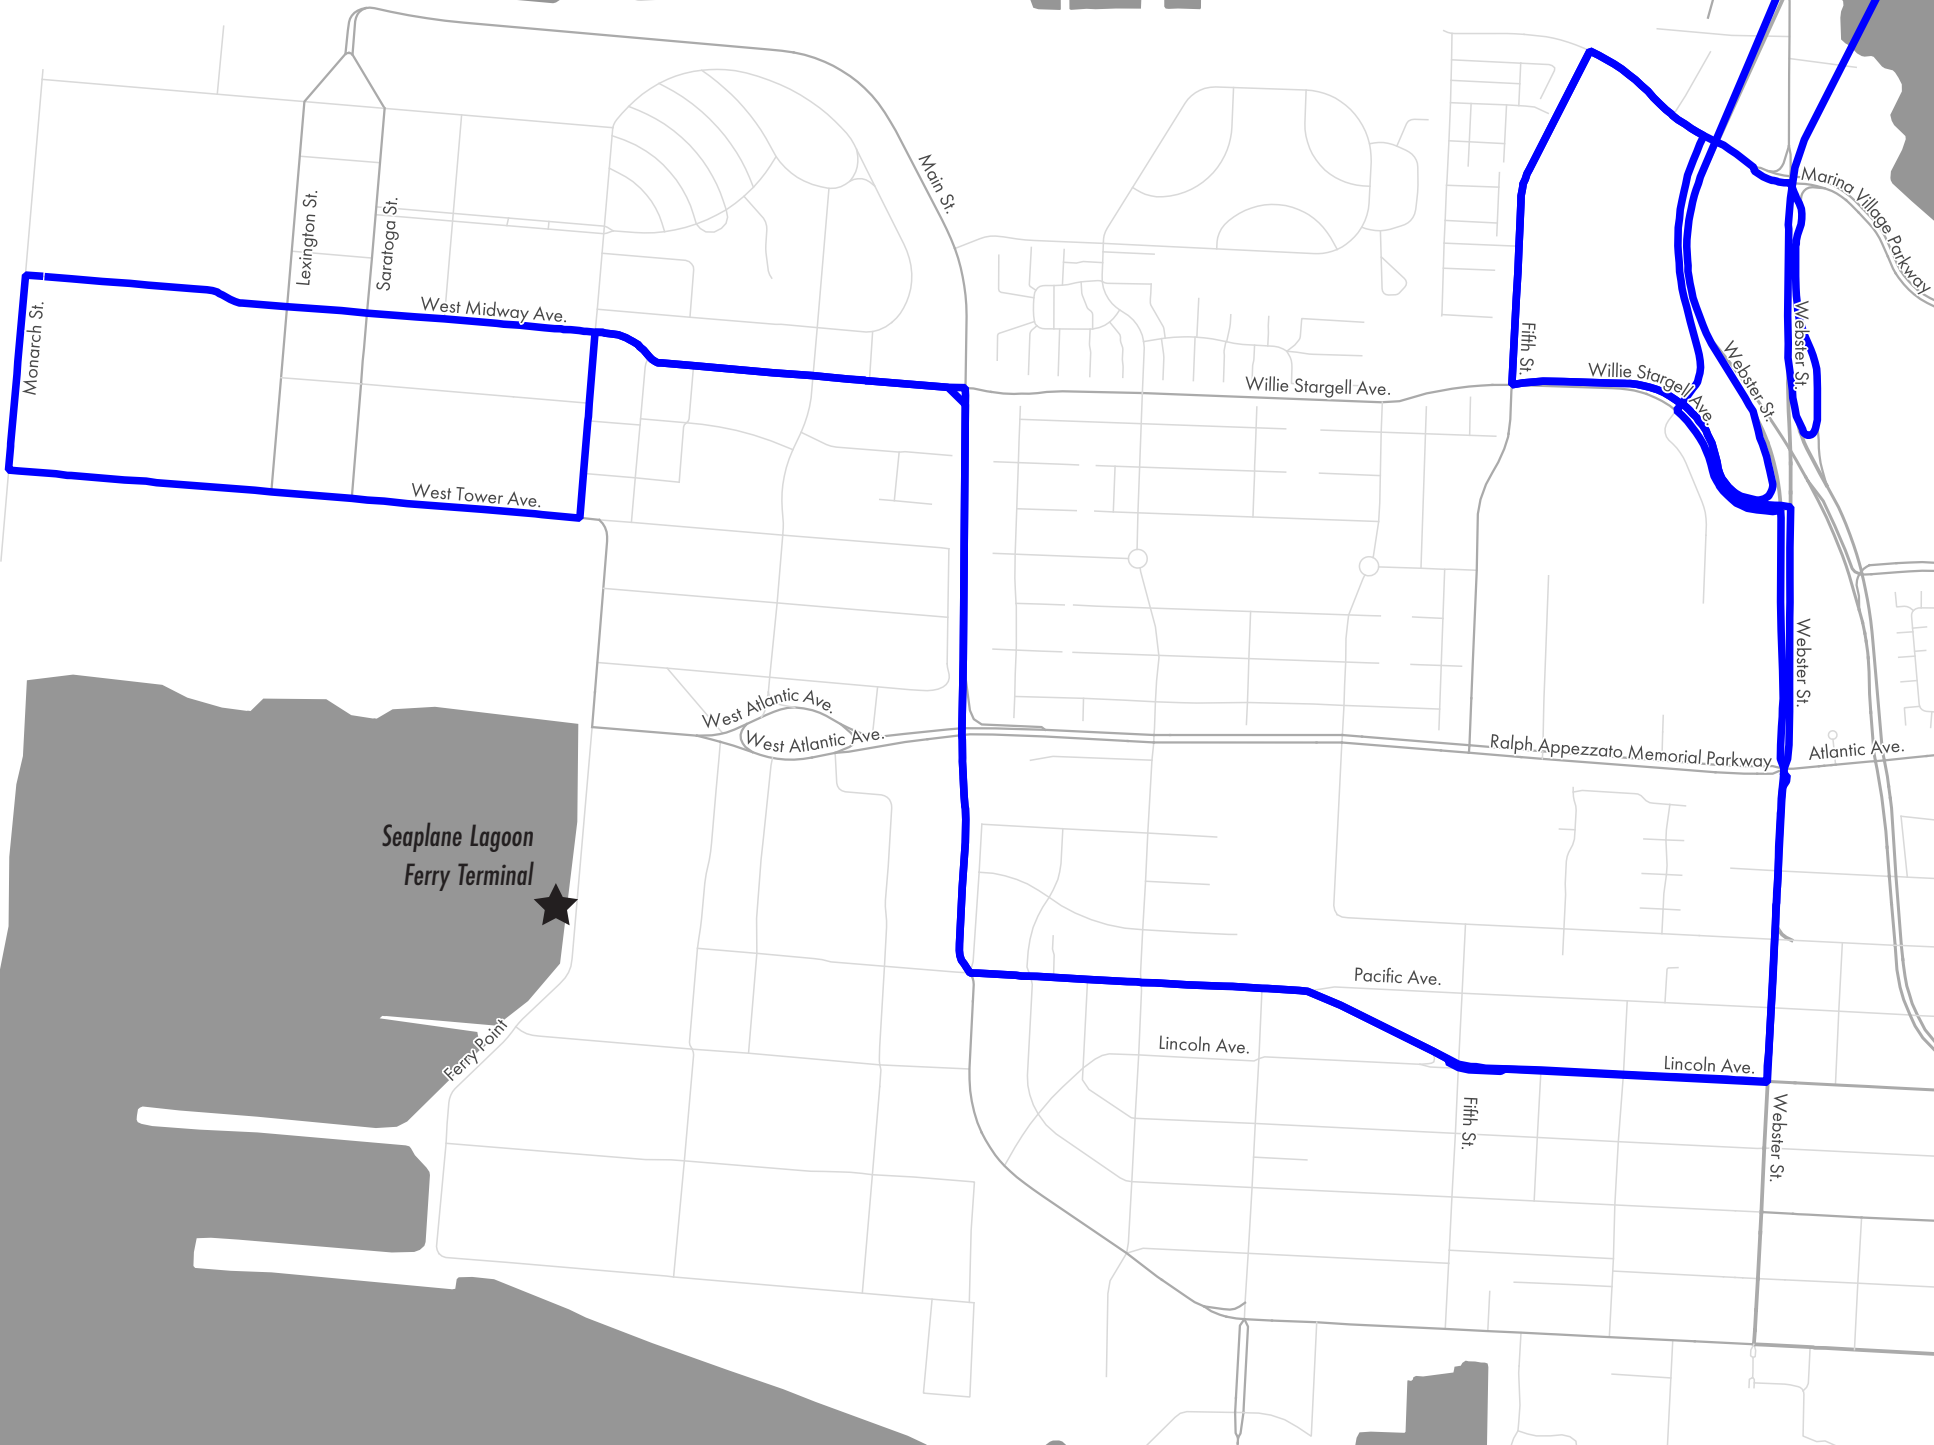 Main St.
Marina Village Parkway
Lexington St.
Saratoga St.
West Midway Ave.
Monarch St.
Fifth St.
Webster St.
Webster St.
Willie Stargell Ave.
Willie Stargell Ave.
West Tower Ave.
Webster St.
West Atlantic Ave.
West Atlantic Ave.
Ralph Appezzato Memorial Parkway
Atlantic Ave.
Seaplane Lagoon
Ferry Terminal
Pacific Ave.
Ferry Point
Lincoln Ave.
Lincoln Ave.
Fifth St.
Webster St.